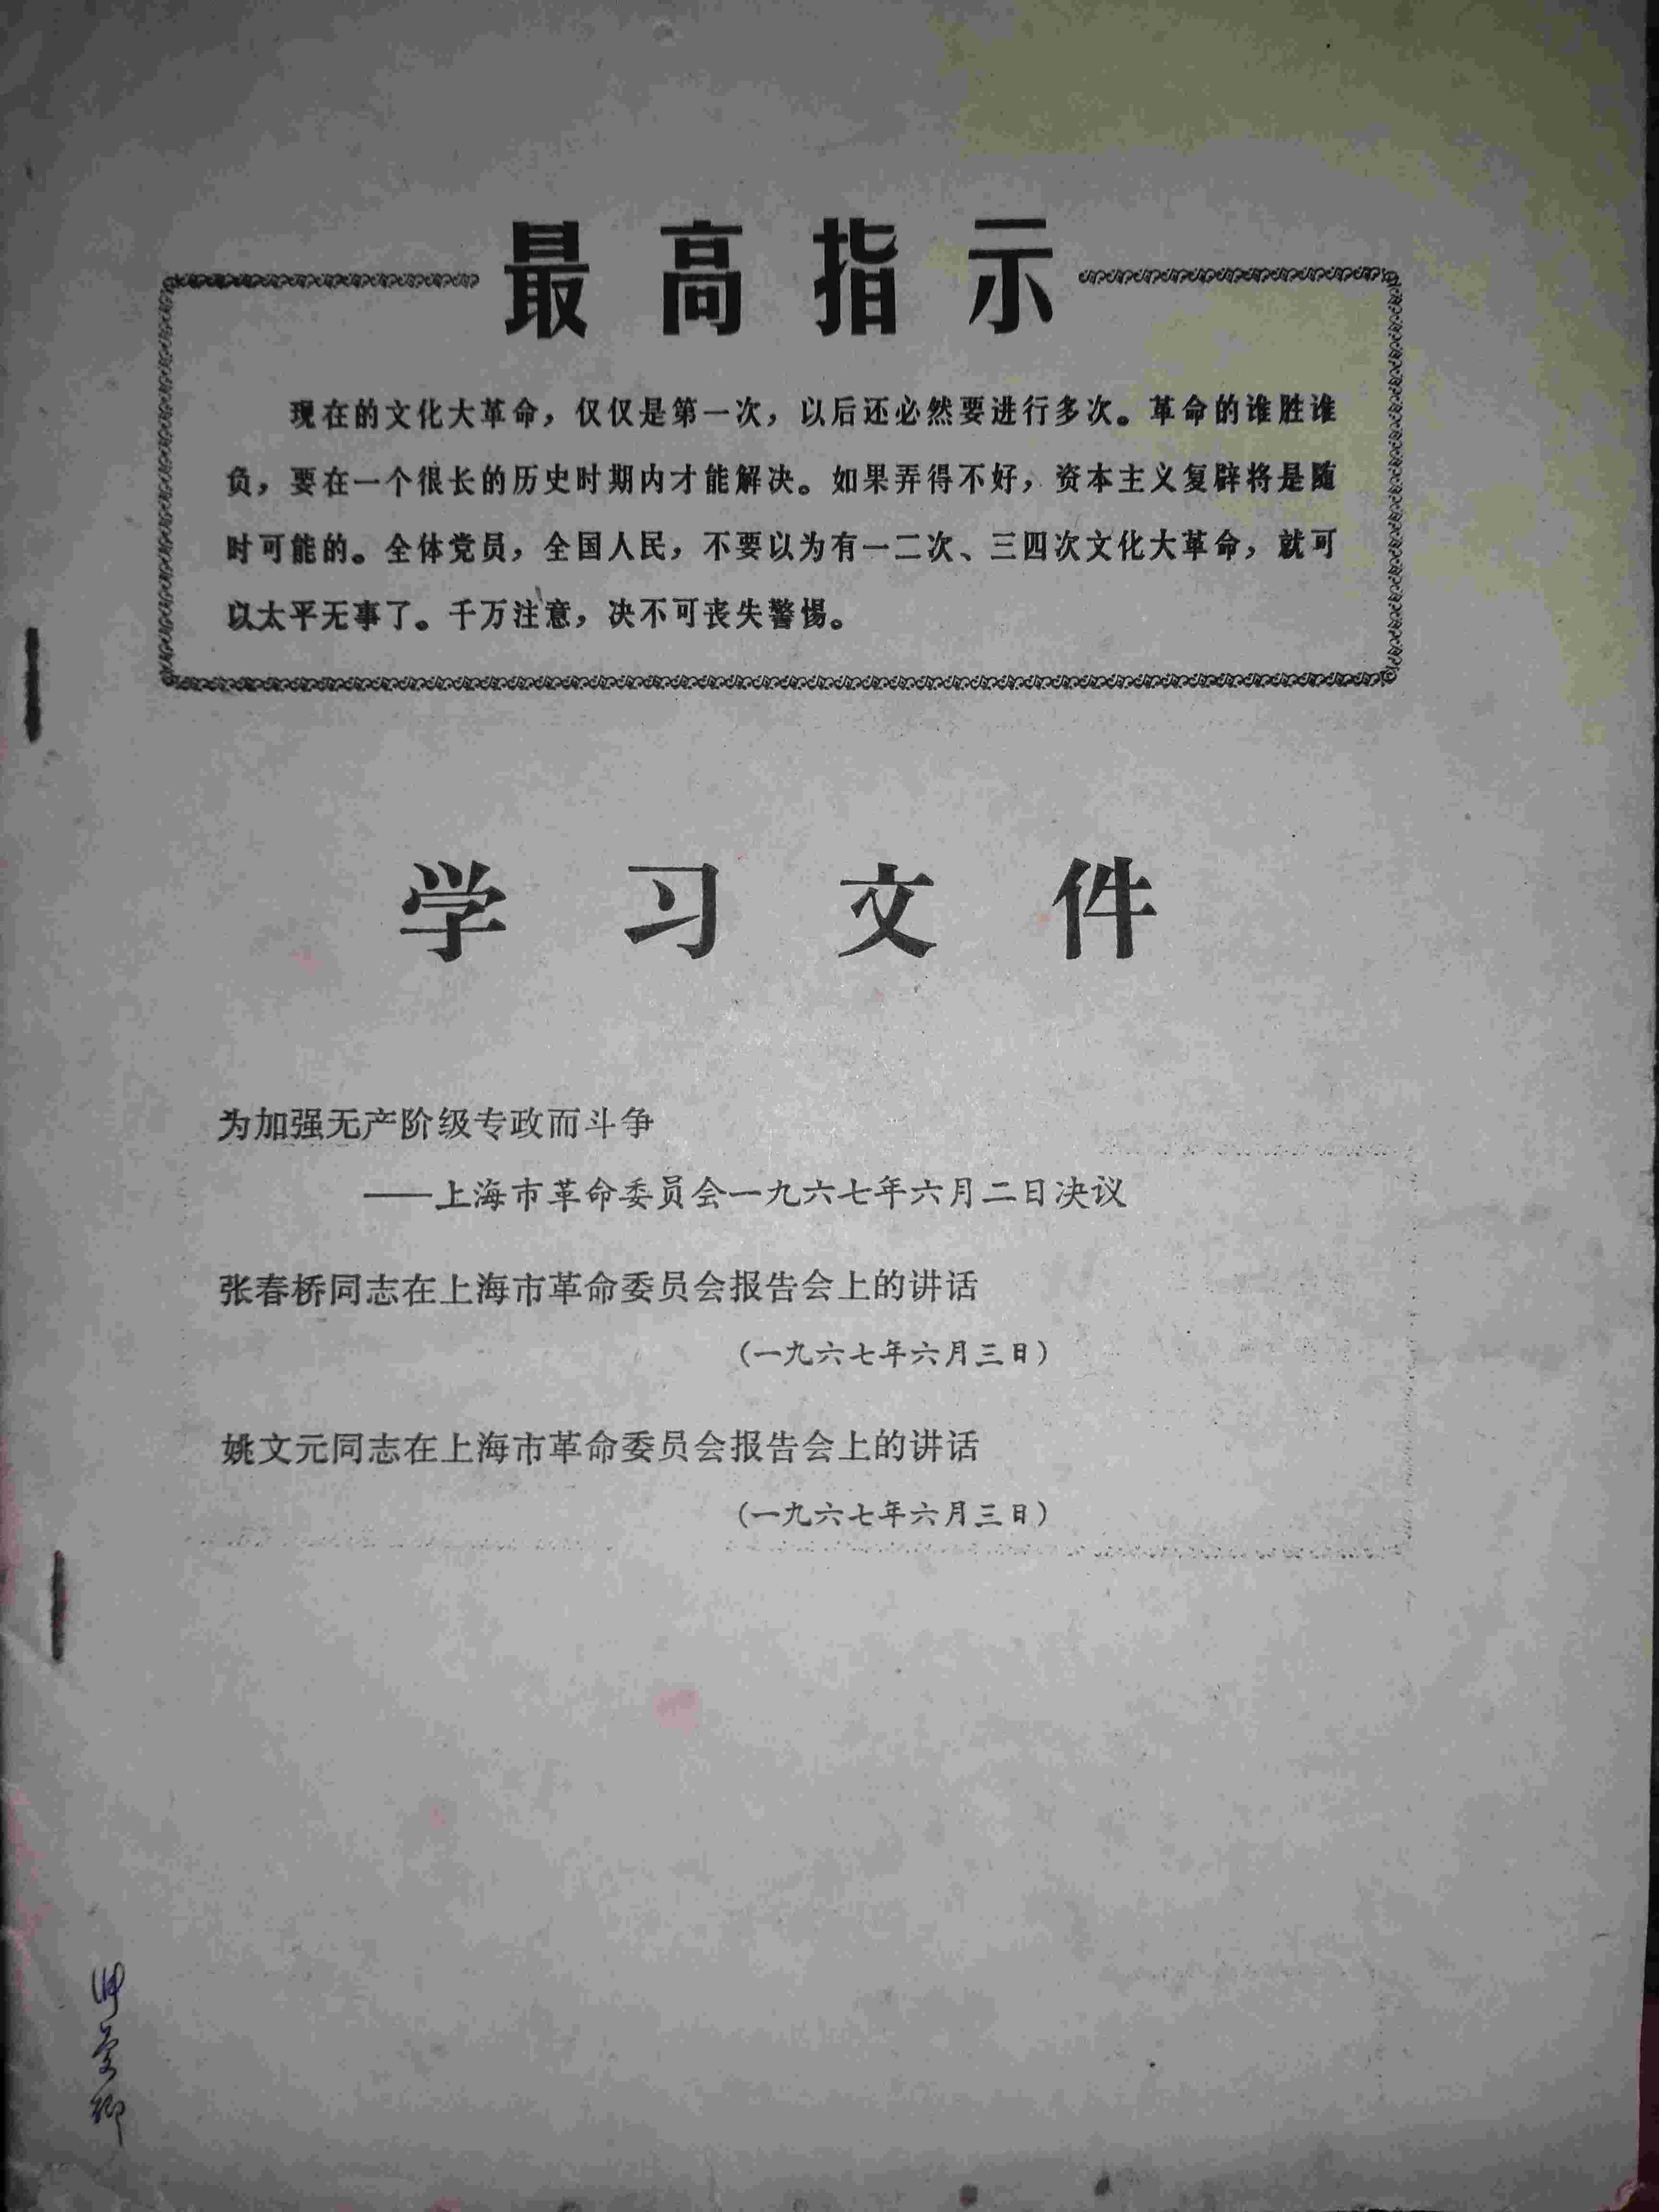 最高指示
现在的文化大革命，仅仅是第一次，以后还必然要进行多次。革命的谁胜谁
负，要在一个很长的历史时期内才能解决。如果弄得不好，资本主义复辟将是随
时可能的。全体党员，全国人民，不要以为有一二次、三四次文化大革命，就可
以太平无事了。千万注意，决不可丧失警惕。
学习文件
为加强无产阶级专政而斗争
——上海市革命委员会一九六七年六月二日决议
张春桥同志在上海市革命委员会报告会上的讲话
（一九六七年六月三日）
姚文元同志在上海市革命委员会报告会上的讲话
（一九六七年六月三日）